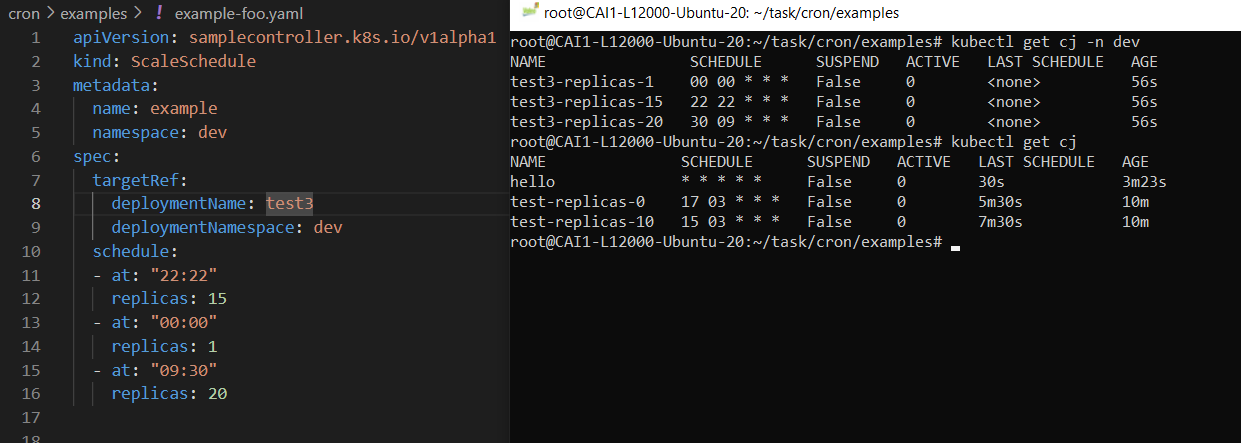 cron > examples > ! example-foo.yaml
1 apiVersion: samplecontroller.k8s.io/v1alpha1
2 kind: ScaleSchedule
3 metadata:
4 name: example
5 namespace: dev
6 spec:
7 targetRef:
8 deploymentName: test3
9 deploymentNamespace: dev
10 schedule:
11 - at: "22:22"
12 replicas: 15
13 - at: "00:00"
14 replicas: 1
15 - at: "09:30"
16 replicas: 20
17
18
root@CAI1-L12000-Ubuntu-20: ~/task/cron/examples
root@CAI1-L12000-Ubuntu-20:~/task/cron/examples# kubectl get cj -n dev
NAME SCHEDULE SUSPEND ACTIVE LAST SCHEDULE AGE
test3-replicas-1 00 00 * * * False 0 <none> 56s
test3-replicas-15 22 22 * * * False 0 <none> 56s
test3-replicas-20 30 09 * * * False 0 <none> 56s
root@CAI1-L12000-Ubuntu-20:~/task/cron/examples# kubectl get cj
NAME SCHEDULE SUSPEND ACTIVE LAST SCHEDULE AGE
hello * * * * * False 0 30s 3m23s
test-replicas-0 17 03 * * * False 0 5m30s 10m
test-replicas-10 15 03 * * * False 0 7m30s 10m
root@CAI1-L12000-Ubuntu-20:~/task/cron/examples#